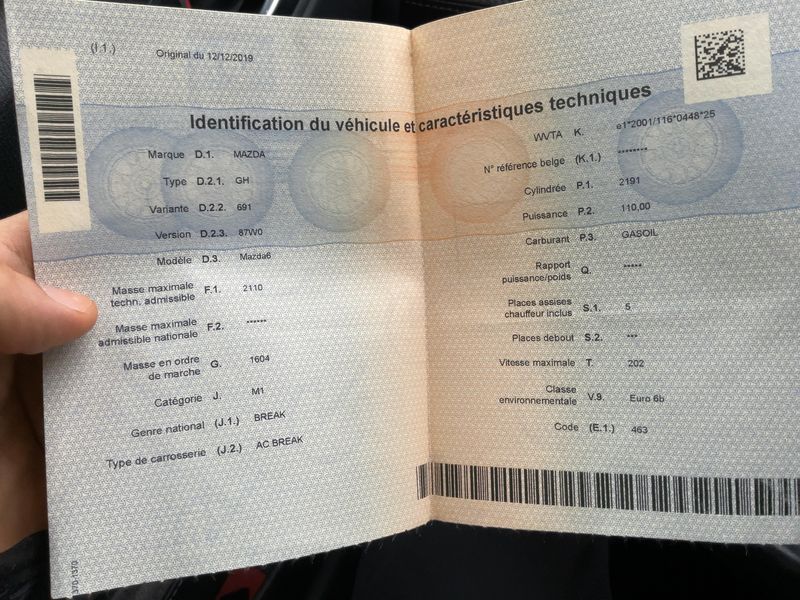 (I.1.) Original du 12/12/2019
Identification du véhicule et caractéristiques techniques
Marque D.1. MAZDA
Type D.2.1. GH
Variante D.2.2. 691
Version D.2.3. 87W0
Modèle D.3. Mazda6
Masse maximale
techn. admissible F.1. 2110
Masse maximale
admissible nationale F.2. ******
Masse en ordre
de marche G. 1604
Catégorie J. M1
Genre national (J.1.) BREAK
Type de carrosserie (J.2.) AC BREAK
370-1370
WVTA K. e1*2001/116*0448*25
N° référence belge (K.1.) ********
Cylindrée P.1. 2191
Puissance P.2. 110,00
Carburant P.3. GASOIL
Rapport
puissance/poids Q. *****
Places assises
chauffeur inclus S.1. 5
Places debout S.2. ***
Vitesse maximale T. 202
Classe
environnementale V.9. Euro 6b
Code (E.1.) 463